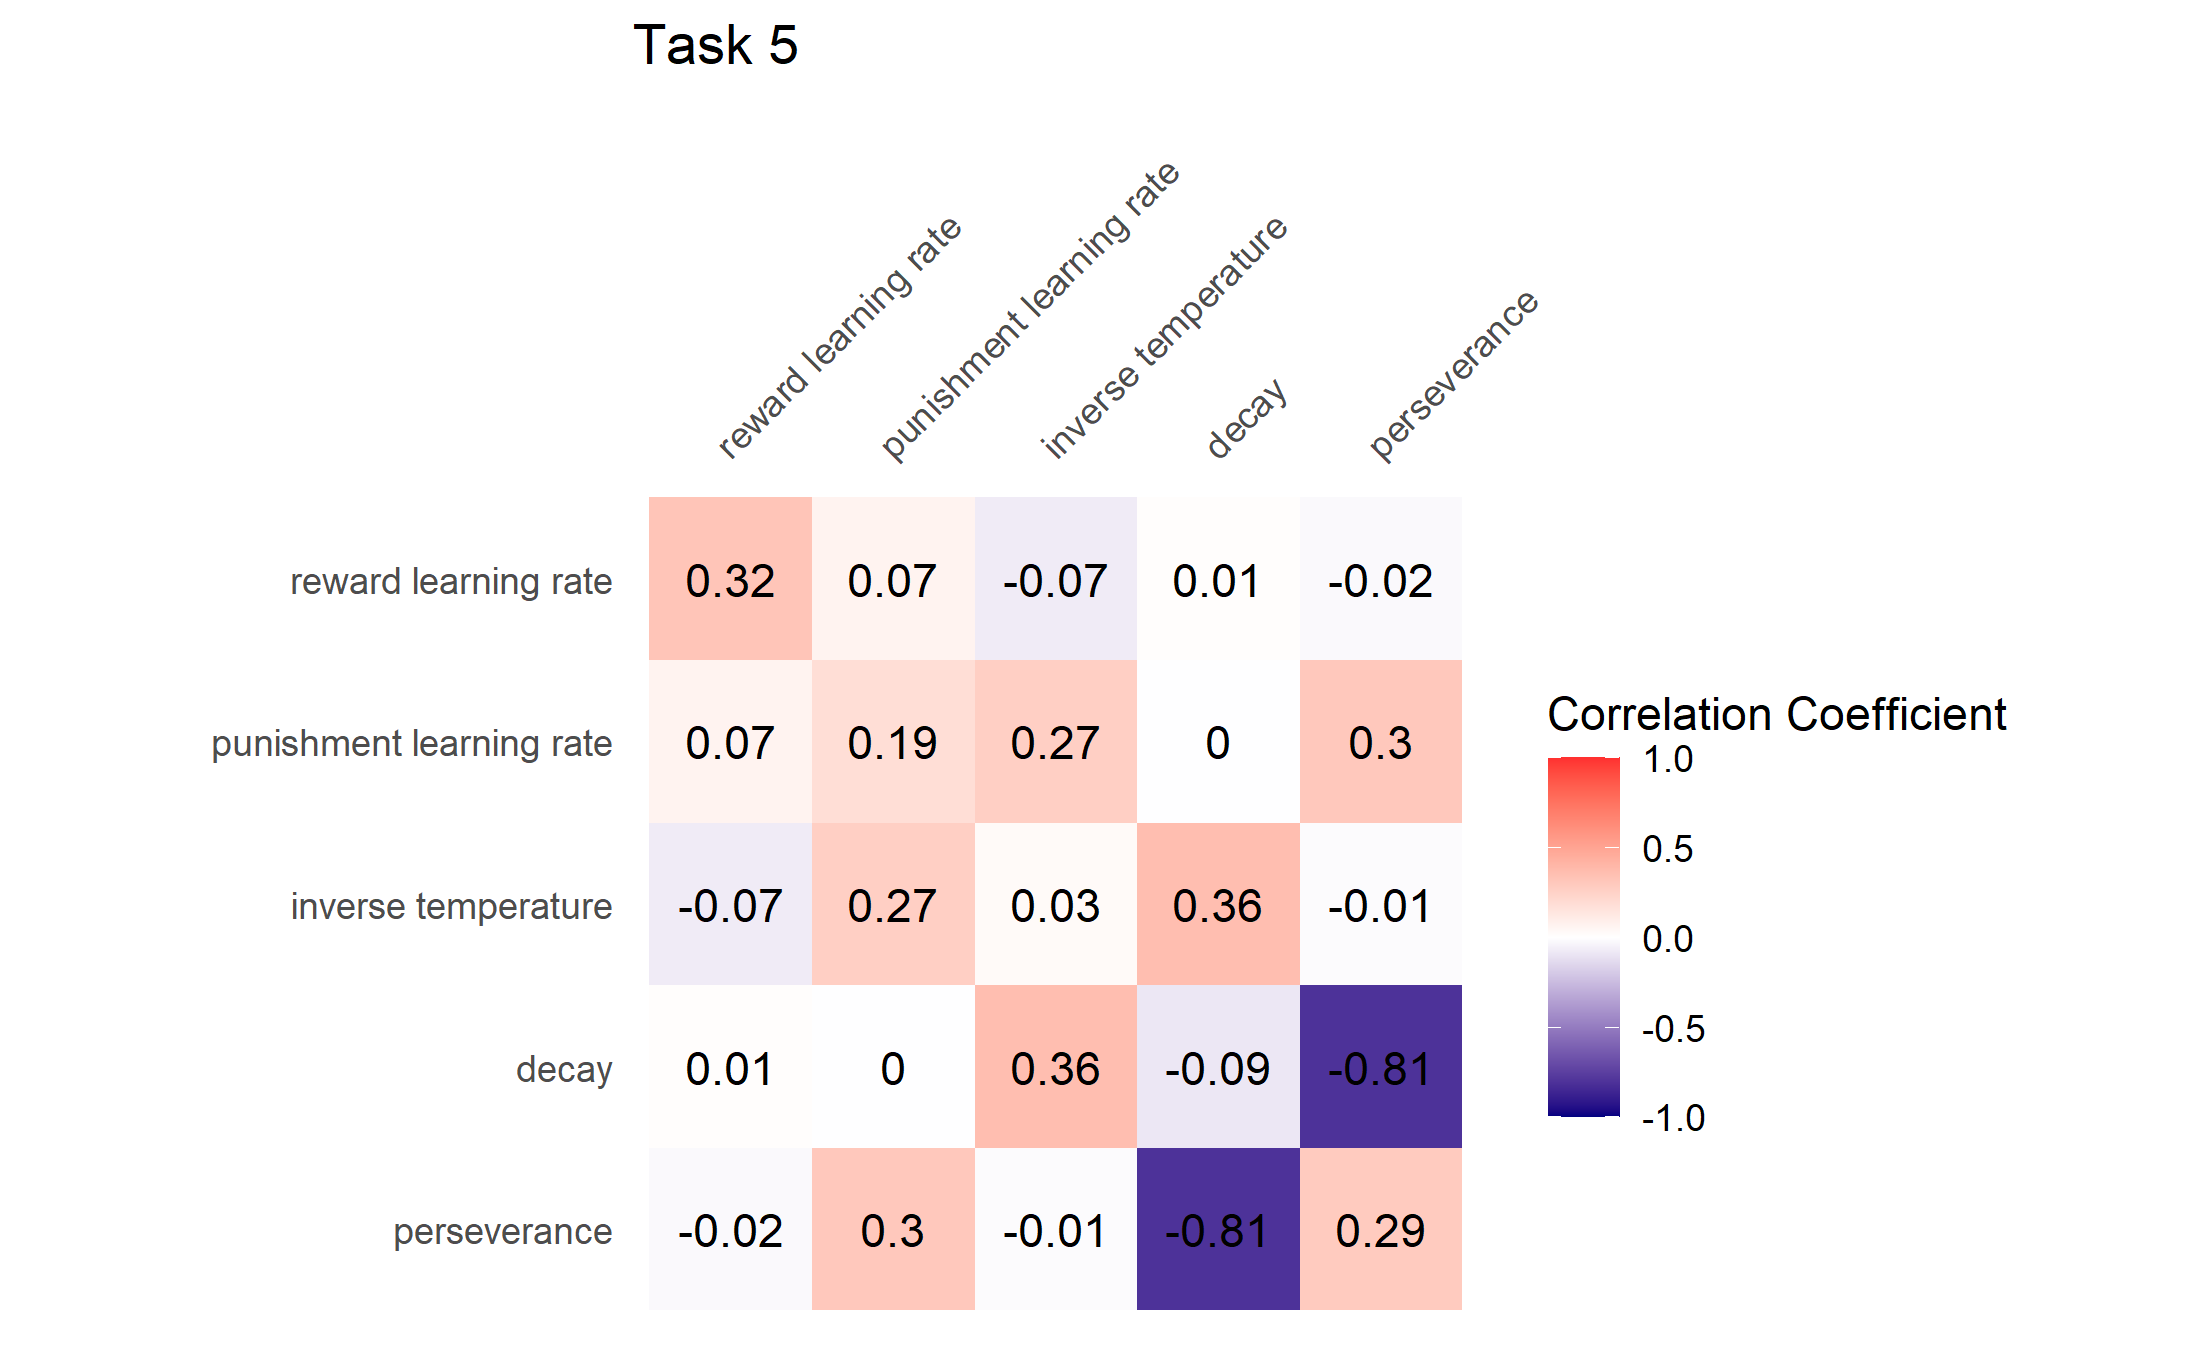 Task 5
reward learning rate
punishment learning rate
inverse temperature
decay
perseverance
reward learning rate 0.32 0.07 -0.07 0.01 -0.02
punishment learning rate 0.07 0.19 0.27 0 0.3
inverse temperature -0.07 0.27 0.03 0.36 -0.01
decay 0.01 0 0.36 -0.09 -0.81
perseverance -0.02 0.3 -0.01 -0.81 0.29
Correlation Coefficient
1.0
0.5
0.0
-0.5
-1.0